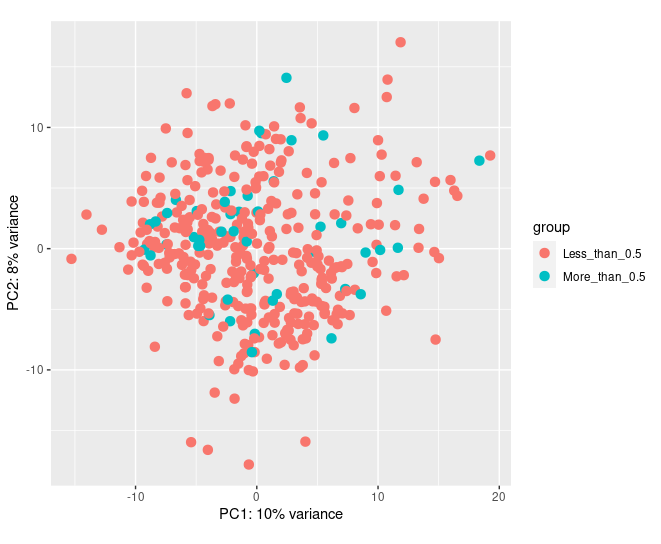 10
0
-10
-10
0
10
20
PC1: 10% variance
PC2: 8% variance
group
Less_than_0.5
More_than_0.5